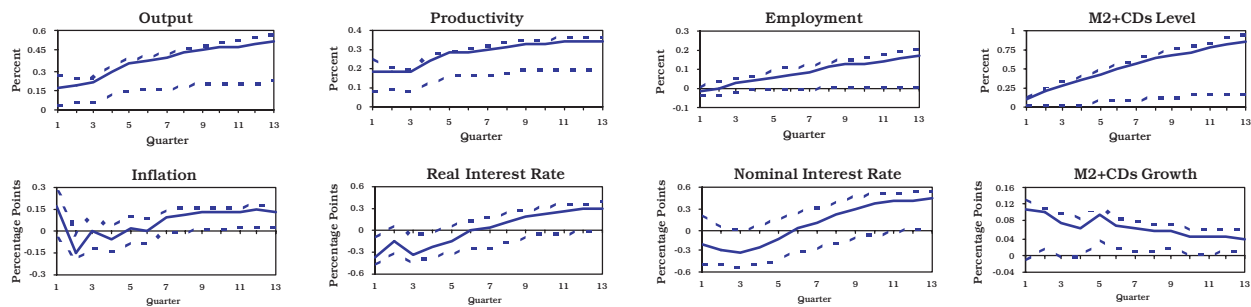 Output
Percent
0.6
0.45
0.3
0.15
0
1 3 5 7 9 11 13
Quarter
Productivity
Percent
0.4
0.3
0.2
0.1
0
1 3 5 7 9 11 13
Quarter
Employment
Percent
0.3
0.2
0.1
0
-0.1
1 3 5 7 9 11 13
Quarter
M2+CDs Level
Percent
1
0.75
0.5
0.25
0
1 3 5 7 9 11 13
Quarter
Inflation
Percentage Points
0.3
0.15
0
-0.15
-0.3
1 3 5 7 9 11 13
Quarter
Real Interest Rate
Percentage Points
0.6
0.3
0
-0.3
-0.6
1 3 5 7 9 11 13
Quarter
Nominal Interest Rate
Percentage Points
0.6
0.3
0
-0.3
-0.6
1 3 5 7 9 11 13
Quarter
M2+CDs Growth
Percentage Points
0.16
0.12
0.08
0.04
0
-0.04
1 3 5 7 9 11 13
Quarter